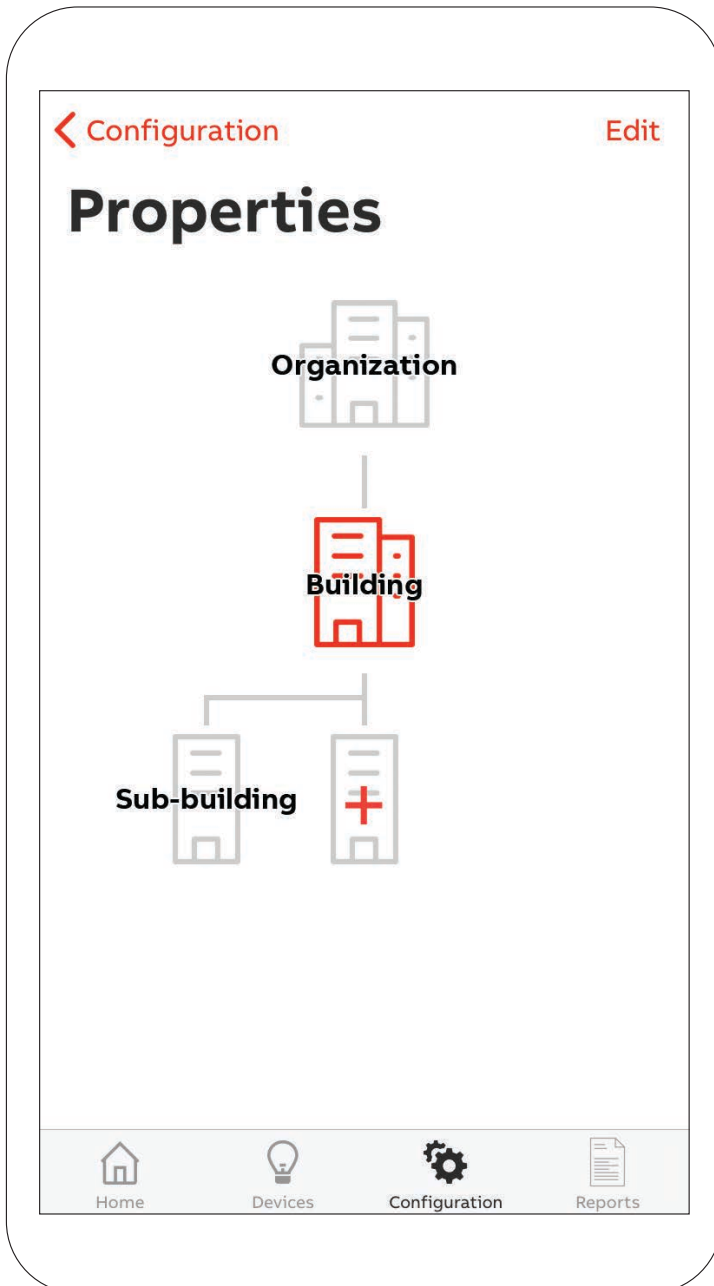 Configuration
Edit
Properties
Organization
Building
Sub-building
Home
Devices
Configuration
Reports